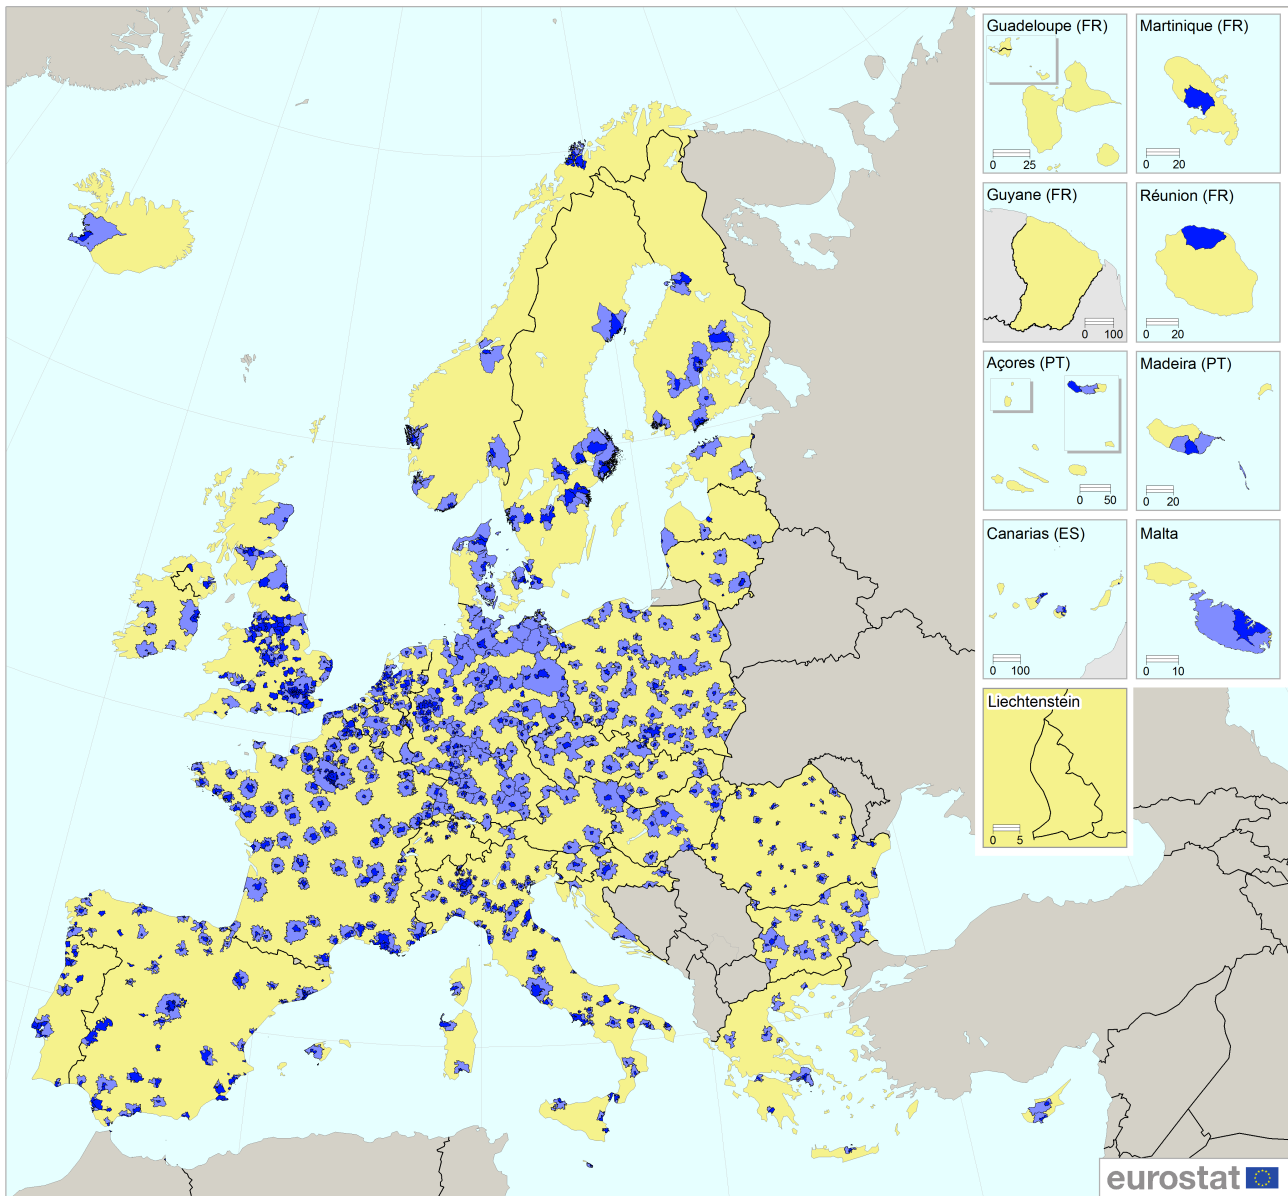 Guadeloupe (FR)
0 25
Martinique (FR)
0 20
Guyane (FR)
0 100
Réunion (FR)
0 20
Açores (PT)
0 50
Madeira (PT)
0 20
Canarias (ES)
0 100
Malta
0 10
Liechtenstein
0 5
eurostat